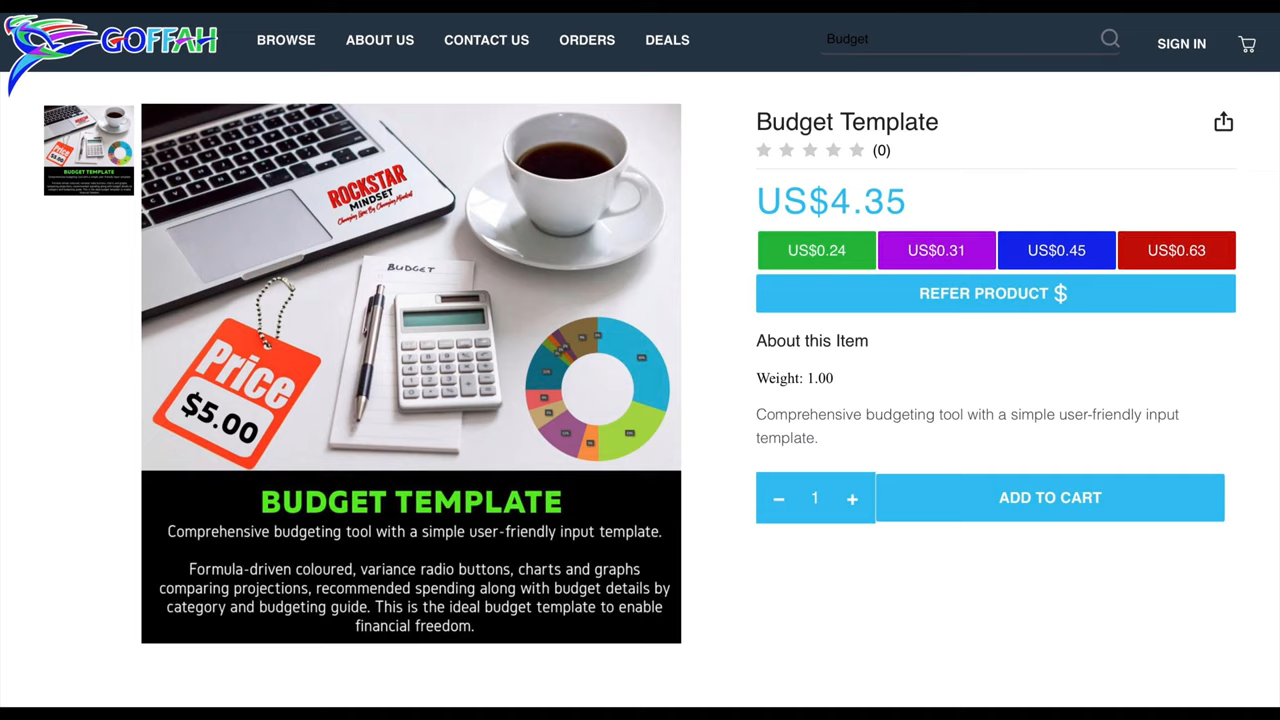 GOFFAH
BROWSE
ABOUT US
CONTACT US
ORDERS
DEALS
Budget
SIGN IN
Budget Template
(0)
US$4.35
US$0.24
US$0.31
US$0.45
US$0.63
REFER PRODUCT $
About this Item
Weight: 1.00
Comprehensive budgeting tool with a simple user-friendly input
template.
- 1 +
ADD TO CART
ROCKSTAR
MINDSET
Changing Lives By Changing Mindset
BUDGET
Price
$5.00
BUDGET TEMPLATE
Comprehensive budgeting tool with a simple user-friendly input template.
Formula-driven coloured, variance radio buttons, charts and graphs
comparing projections, recommended spending along with budget details by
category and budgeting guide. This is the ideal budget template to enable
financial freedom.